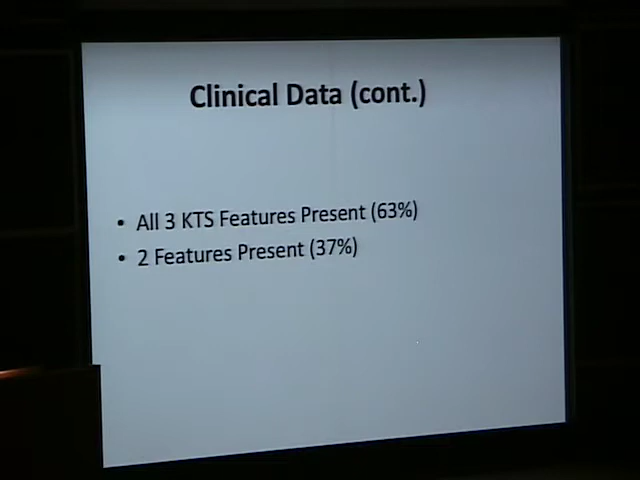 Clinical Data (cont.)
• All 3 KTS Features Present (63%)
• 2 Features Present (37%)